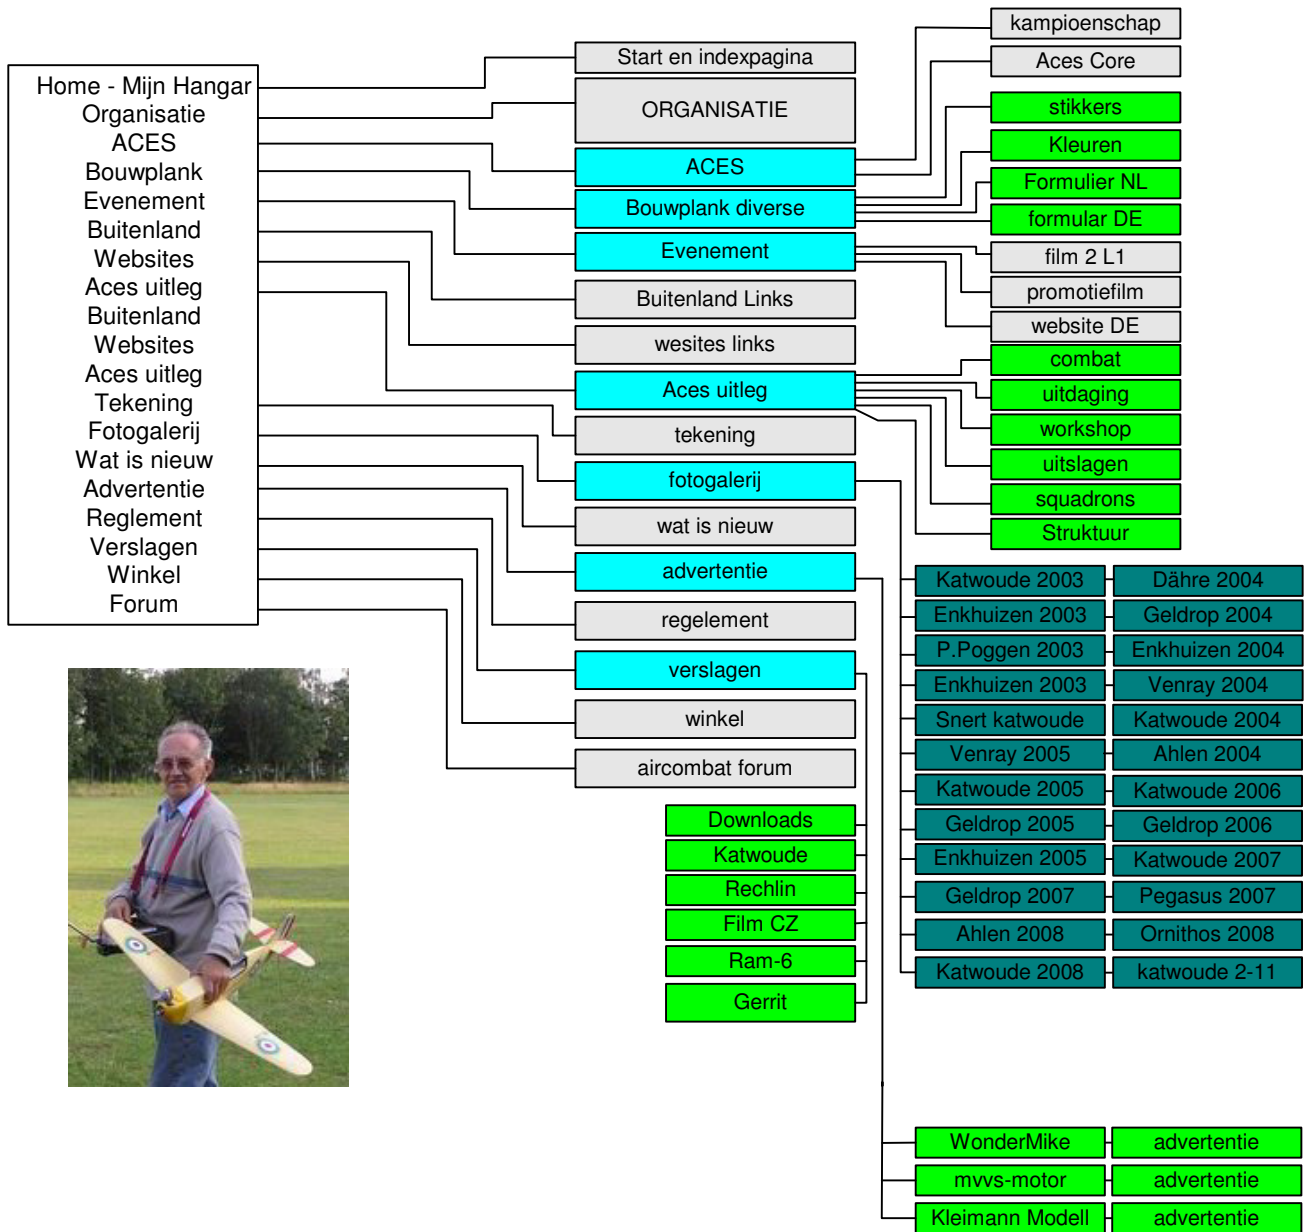 Home - Mijn Hangar
Organisatie
ACES
Bouwplank
Evenement
Buitenland
Websites
Aces uitleg
Buitenland
Websites
Aces uitleg
Tekening
Fotogalerij
Wat is nieuw
Advertentie
Reglement
Verslagen
Winkel
Forum
Start en indexpagina
ORGANISATIE
ACES
Bouwplank diverse
Evenement
Buitenland Links
wesites links
Aces uitleg
tekening
fotogalerij
wat is nieuw
advertentie
regelement
verslagen
winkel
aircombat forum
Downloads
Katwoude
Rechlin
Film CZ
Ram-6
Gerrit
kampioenschap
Aces Core
stikkers
Kleuren
Formulier NL
formular DE
film 2 L1
promotiefilm
website DE
combat
uitdaging
workshop
uitslagen
squadrons
Struktuur
Katwoude 2003 Dähre 2004
Enkhuizen 2003 Geldrop 2004
P.Poggen 2003 Enkhuizen 2004
Enkhuizen 2003 Venray 2004
Snert katwoude Katwoude 2004
Venray 2005 Ahlen 2004
Katwoude 2005 Katwoude 2006
Geldrop 2005 Geldrop 2006
Enkhuizen 2005 Katwoude 2007
Geldrop 2007 Pegasus 2007
Ahlen 2008 Ornithos 2008
Katwoude 2008 katwoude 2-11
WonderMike advertentie
mvvs-motor advertentie
Kleimann Modell advertentie